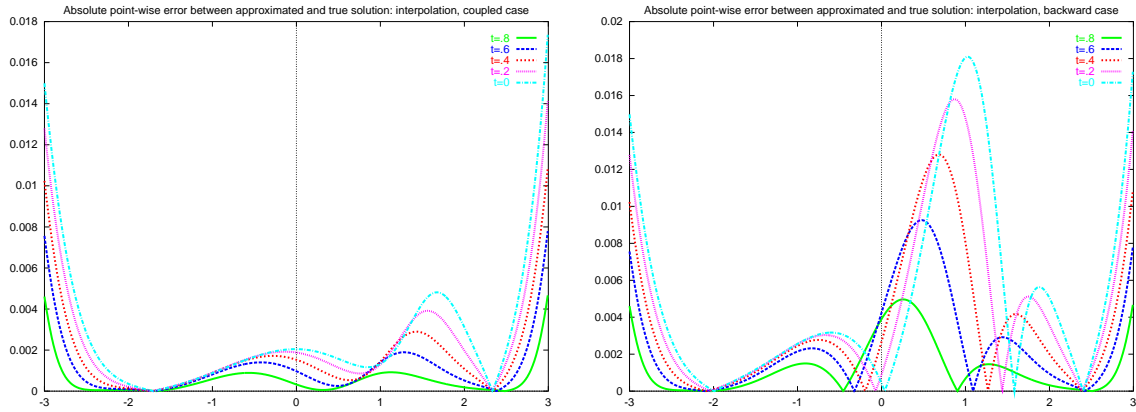 Absolute point-wise error between approximated and true solution: interpolation, coupled case
0.018
0.016
0.014
0.012
0.01
0.008
0.006
0.004
0.002
0
-3 -2 -1 0 1 2 3
t=.8
t=.6
t=.4
t=.2
t=0
Absolute point-wise error between approximated and true solution: interpolation, backward case
0.02
0.018
0.016
0.014
0.012
0.01
0.008
0.006
0.004
0.002
0
-3 -2 -1 0 1 2 3
t=.8
t=.6
t=.4
t=.2
t=0